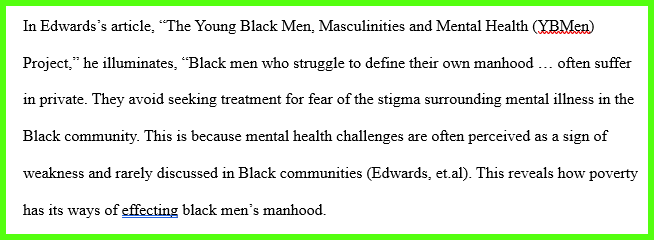 In Edwards’s article, “The Young Black Men, Masculinities and Mental Health (YBMen)
Project,” he illuminates, “Black men who struggle to define their own manhood … often suffer
in private. They avoid seeking treatment for fear of the stigma surrounding mental illness in the
Black community. This is because mental health challenges are often perceived as a sign of
weakness and rarely discussed in Black communities (Edwards, et.al). This reveals how poverty
has its ways of effecting black men’s manhood.